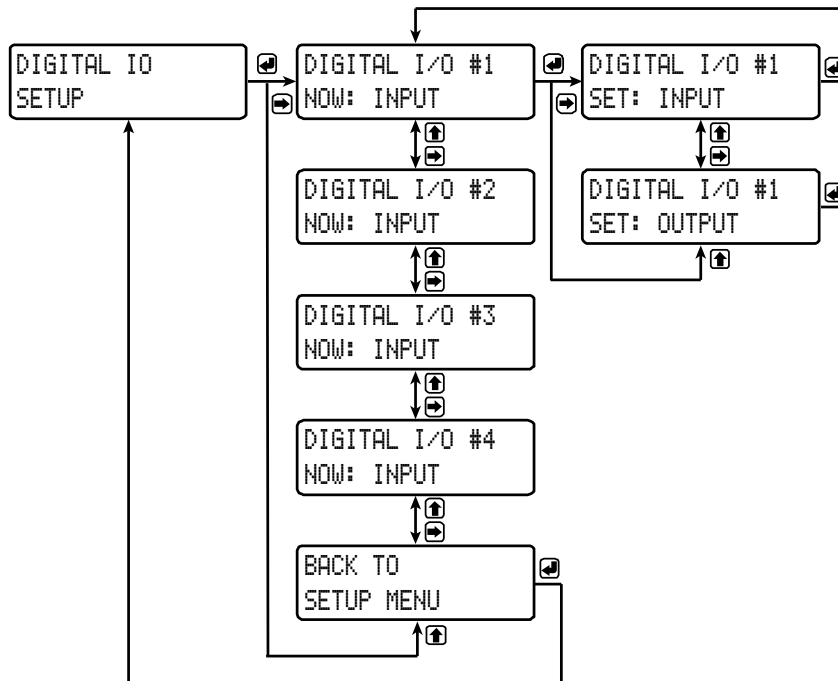 DIGITAL IO
SETUP
DIGITAL I/O #1
NOW: INPUT
DIGITAL I/O #1
SET: INPUT
DIGITAL I/O #2
NOW: INPUT
DIGITAL I/O #1
SET: OUTPUT
DIGITAL I/O #3
NOW: INPUT
DIGITAL I/O #4
NOW: INPUT
BACK TO
SETUP MENU